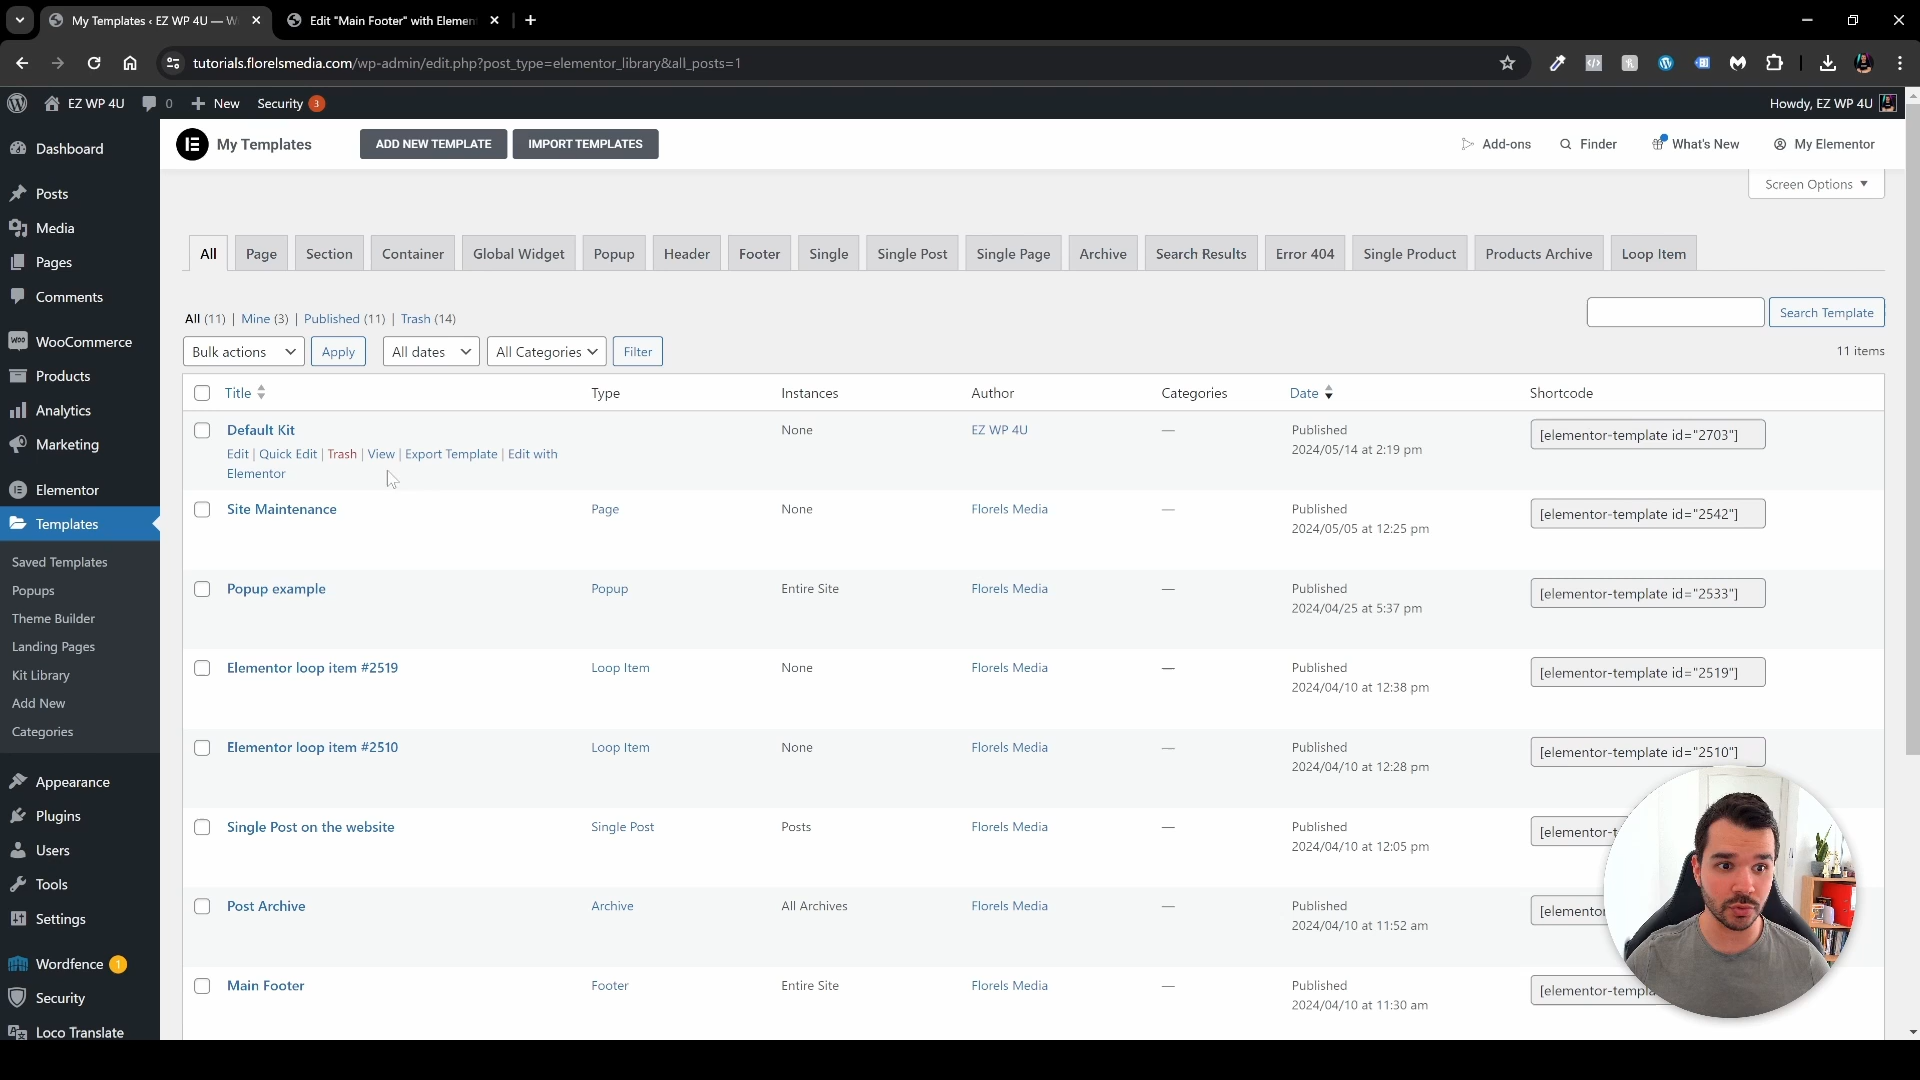 My Templates ‹ EZ WP 4U — W
Edit "Main Footer" with Elemen
tutorials.florelsmedia.com/wp-admin/edit.php?post_type=elementor_library&all_posts=1
EZ WP 4U
0
New
Security 3
Howdy, EZ WP 4U
My Templates
ADD NEW TEMPLATE
IMPORT TEMPLATES
Add-ons
Finder
What's New
My Elementor
Screen Options
Dashboard
Posts
Media
Pages
Comments
WooCommerce
Products
Analytics
Marketing
Elementor
Templates
Saved Templates
Popups
Theme Builder
Landing Pages
Kit Library
Add New
Categories
Appearance
Plugins
Users
Tools
Settings
Wordfence 1
Security
Loco Translate
All Page Section Container Global Widget Popup Header Footer Single Single Post Single Page Archive Search Results Error 404 Single Product Products Archive Loop Item
All (11) | Mine (3) | Published (11) | Trash (14)
Search Template
Bulk actions Apply All dates All Categories Filter
11 items
Title Type Instances Author Categories Date Shortcode
Default Kit None EZ WP 4U — Published [elementor-template id="2703"]
2024/05/14 at 2:19 pm
Edit | Quick Edit | Trash | View | Export Template | Edit with
Elementor
Site Maintenance Page None Florels Media — Published [elementor-template id="2542"]
2024/05/05 at 12:25 pm
Popup example Popup Entire Site Florels Media — Published [elementor-template id="2533"]
2024/04/25 at 5:37 pm
Elementor loop item #2519 Loop Item None Florels Media — Published [elementor-template id="2519"]
2024/04/10 at 12:38 pm
Elementor loop item #2510 Loop Item None Florels Media — Published [elementor-template id="2510"]
2024/04/10 at 12:28 pm
Single Post on the website Single Post Posts Florels Media — Published [elementor-t
2024/04/10 at 12:05 pm
Post Archive Archive All Archives Florels Media — Published [elementor
2024/04/10 at 11:52 am
Main Footer Footer Entire Site Florels Media — Published [elementor-templa
2024/04/10 at 11:30 am